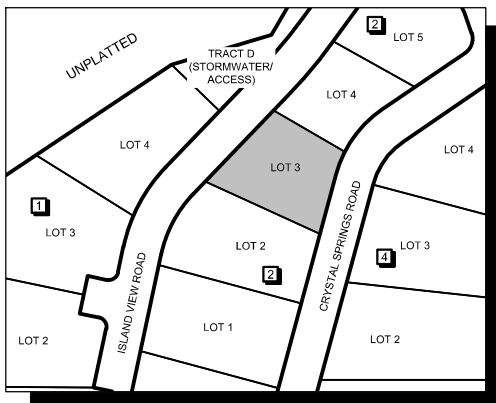 2
LOT 5
UNPLATTED
TRACT D
(STORMWATER/
ACCESS)
LOT 4
LOT 4
LOT 4
LOT 3
1
LOT 3
ISLAND VIEW ROAD
LOT 2
2
CRYSTAL SPRINGS ROAD
4
LOT 3
LOT 2
LOT 1
LOT 2